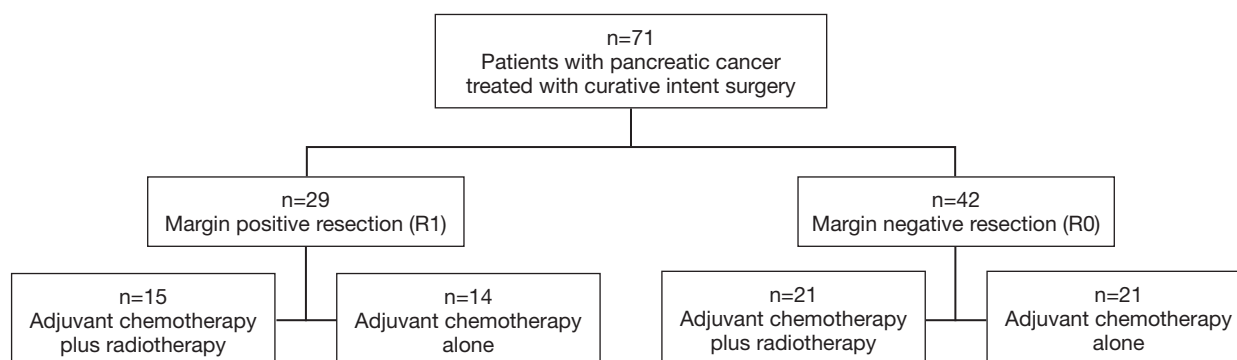 n=71
Patients with pancreatic cancer
treated with curative intent surgery
n=29
Margin positive resection (R1)
n=42
Margin negative resection (R0)
n=15
Adjuvant chemotherapy
plus radiotherapy
n=14
Adjuvant chemotherapy
alone
n=21
Adjuvant chemotherapy
plus radiotherapy
n=21
Adjuvant chemotherapy
alone